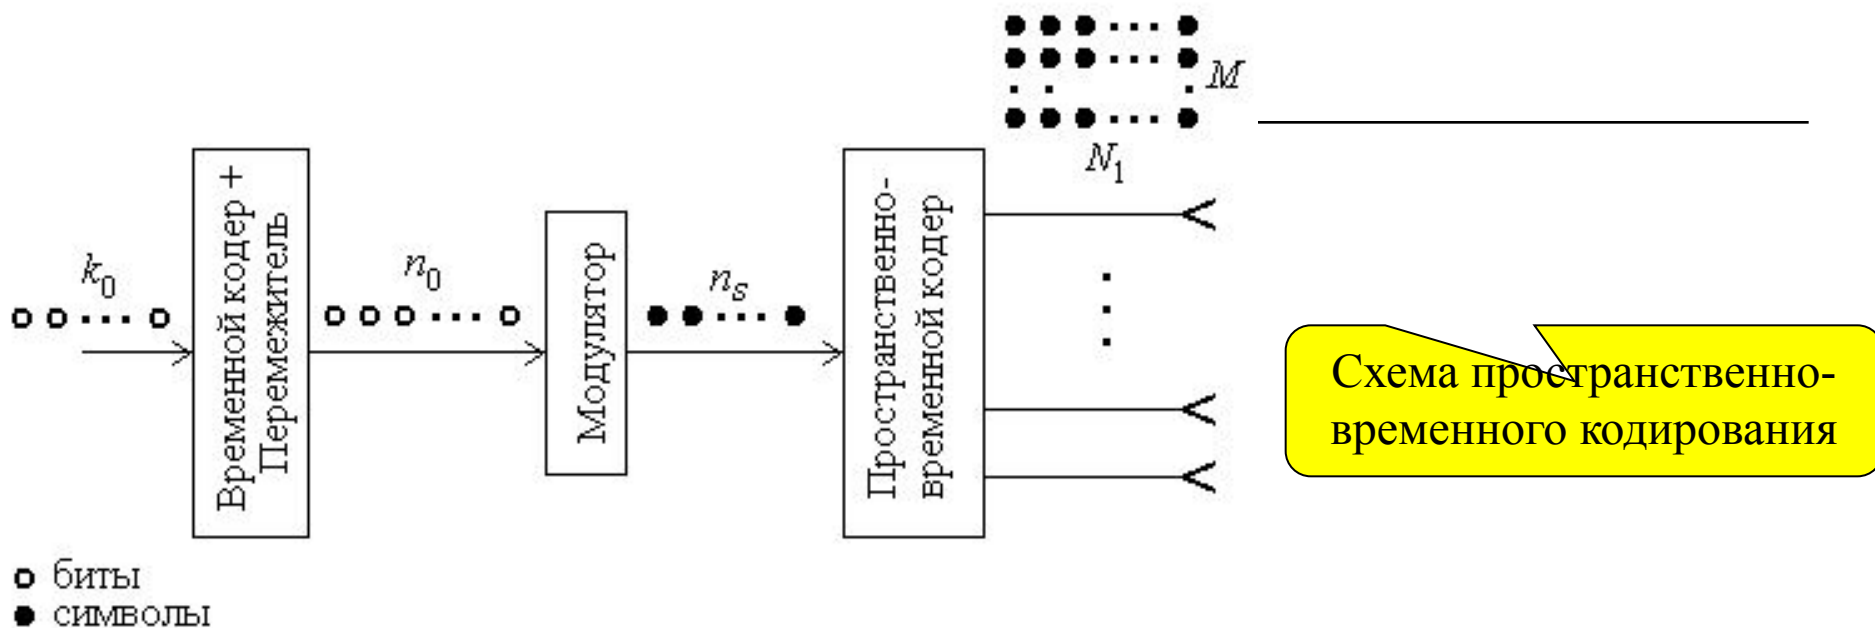 M
N₁
k₀
Временной кодер +
Перемежитель
n₀
Модулятор
nₛ
Пространственно-
временной кодер
Схема пространственно-
временного кодирования
биты
символы